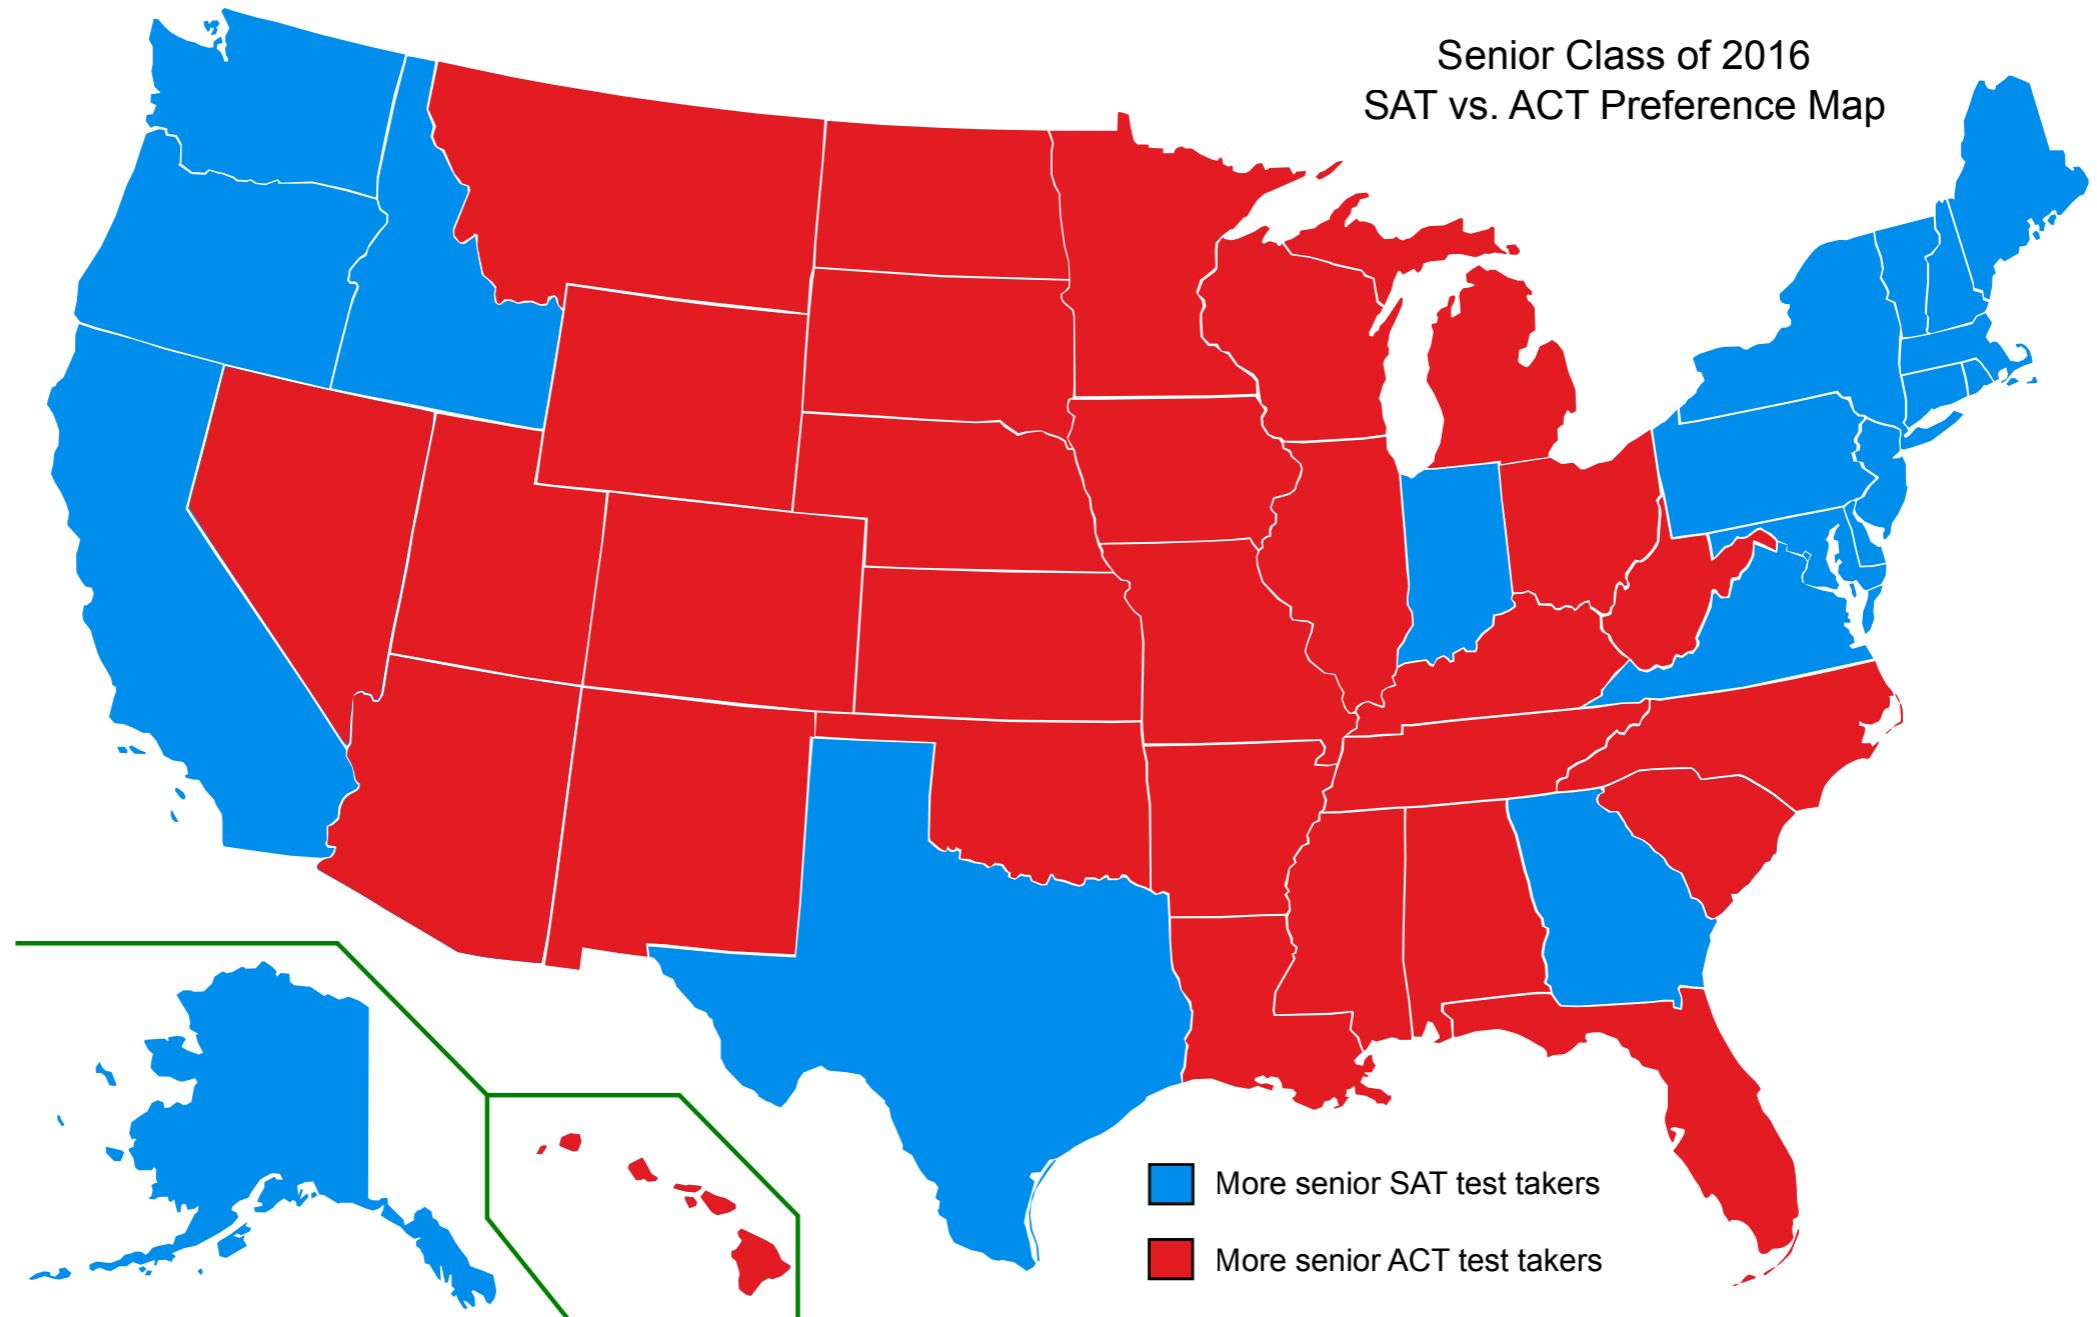 Senior Class of 2016
SAT vs. ACT Preference Map
More senior SAT test takers
More senior ACT test takers